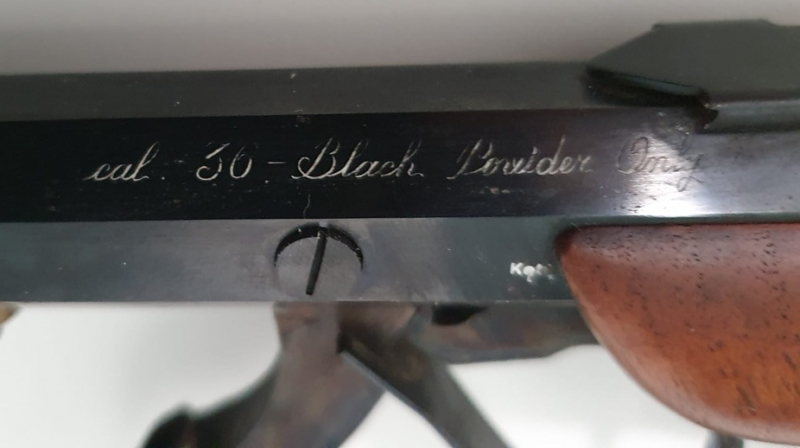 cal. 36 - Black Powder Only